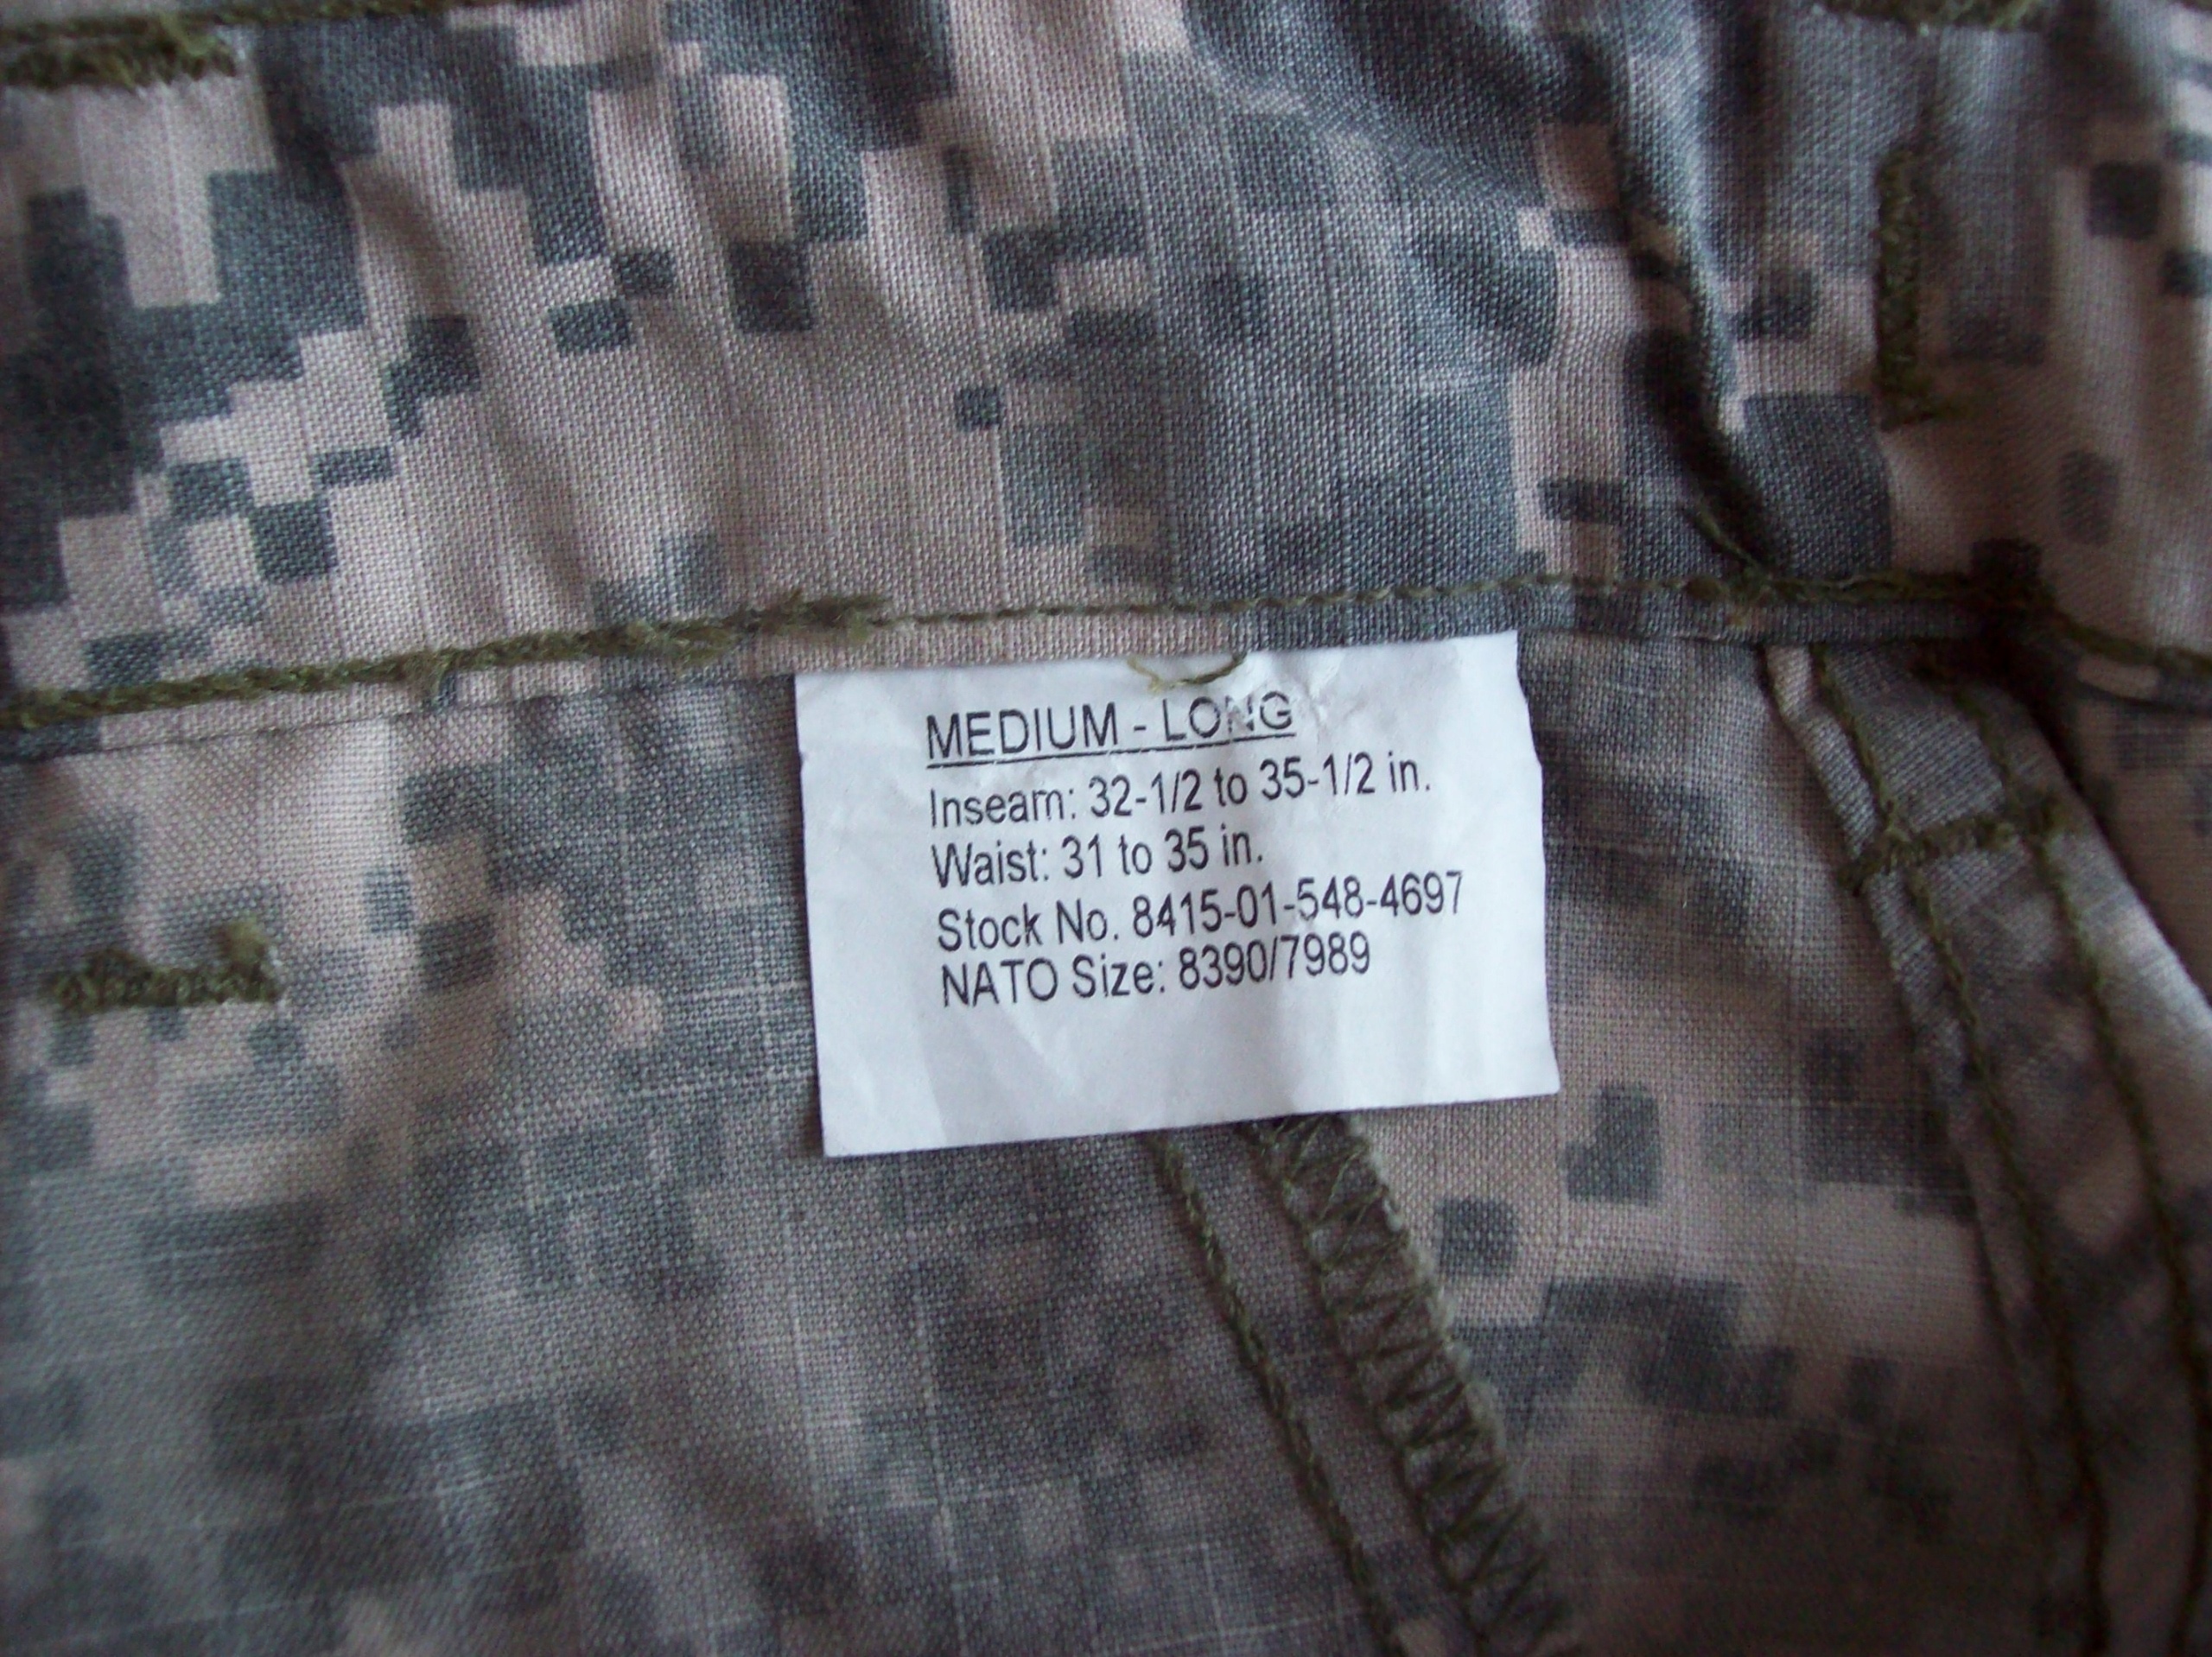 MEDIUM - LONG
Inseam: 32-1/2 to 35-1/2 in.
Waist: 31 to 35 in.
Stock No. 8415-01-548-4697
NATO Size: 8390/7989